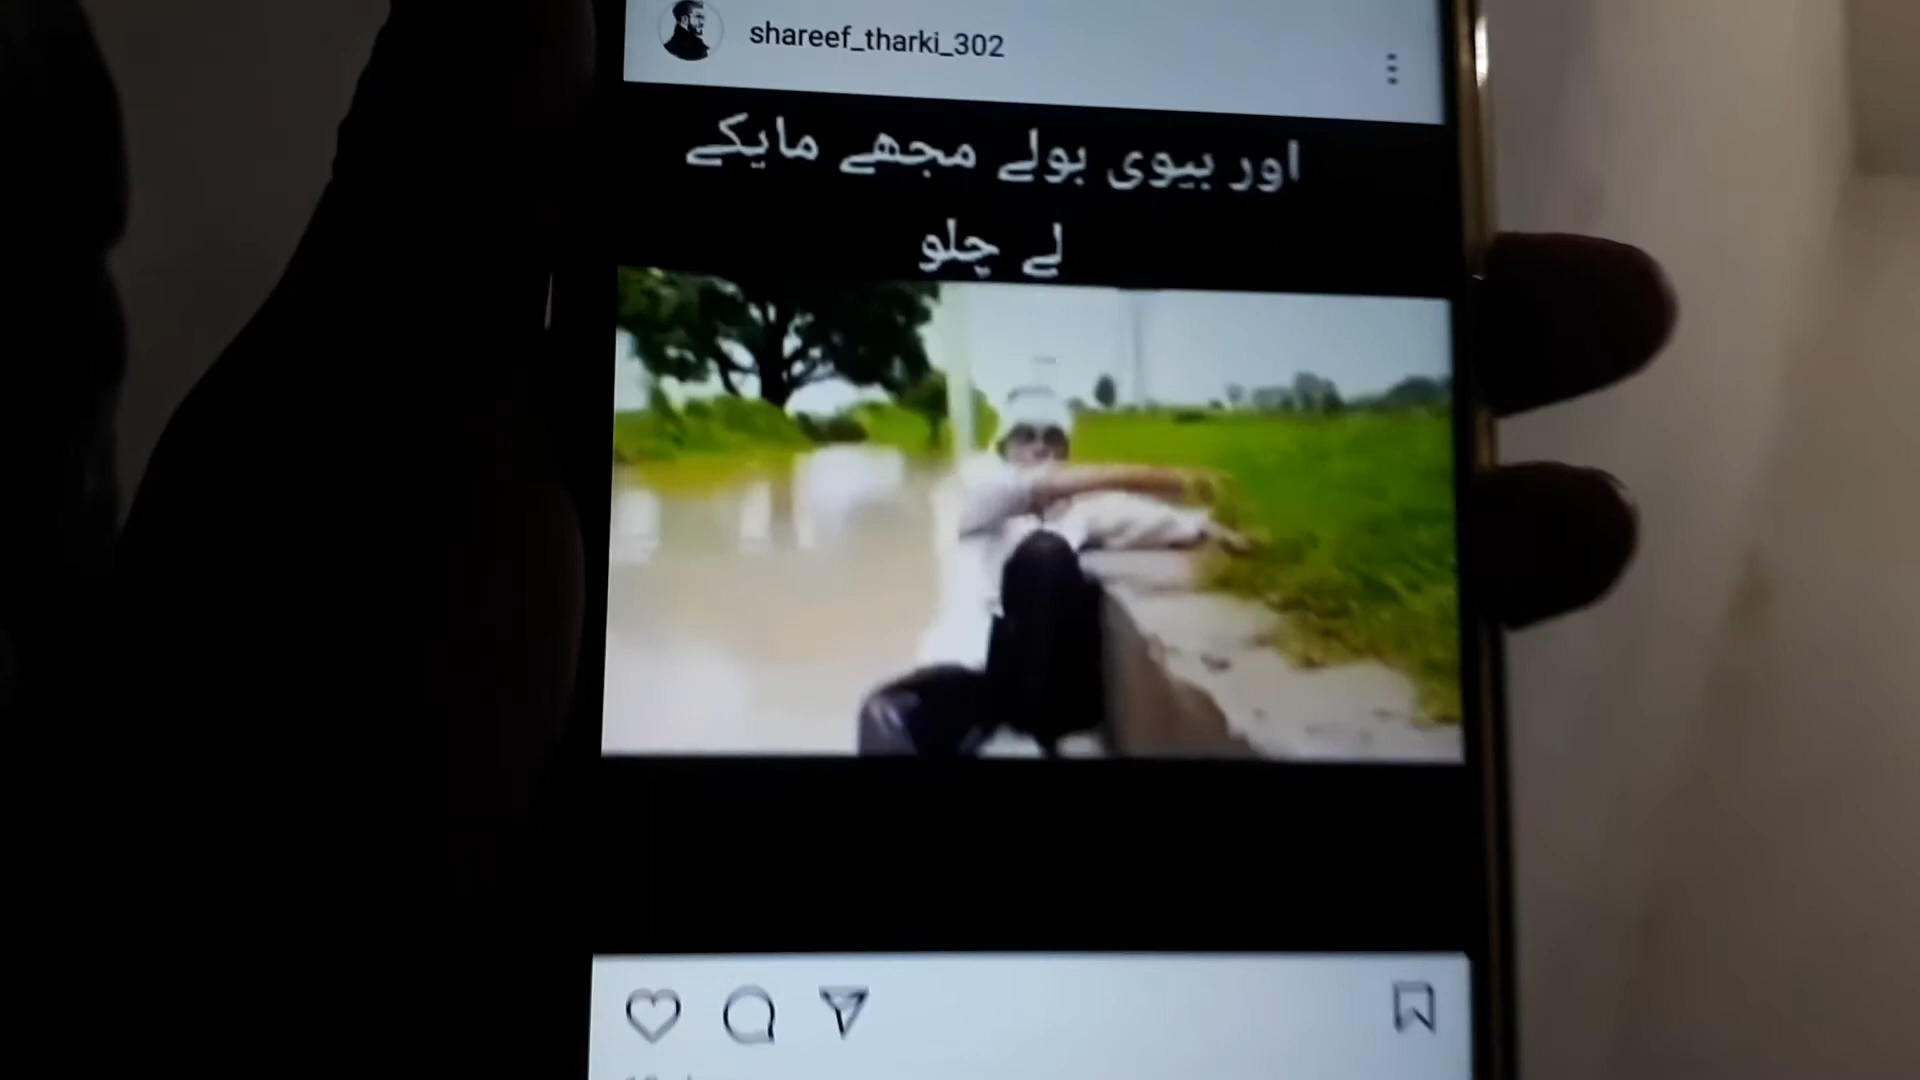 shareef_tharki_302
اور بیوی بولے مجھے مایکے
لے چلو